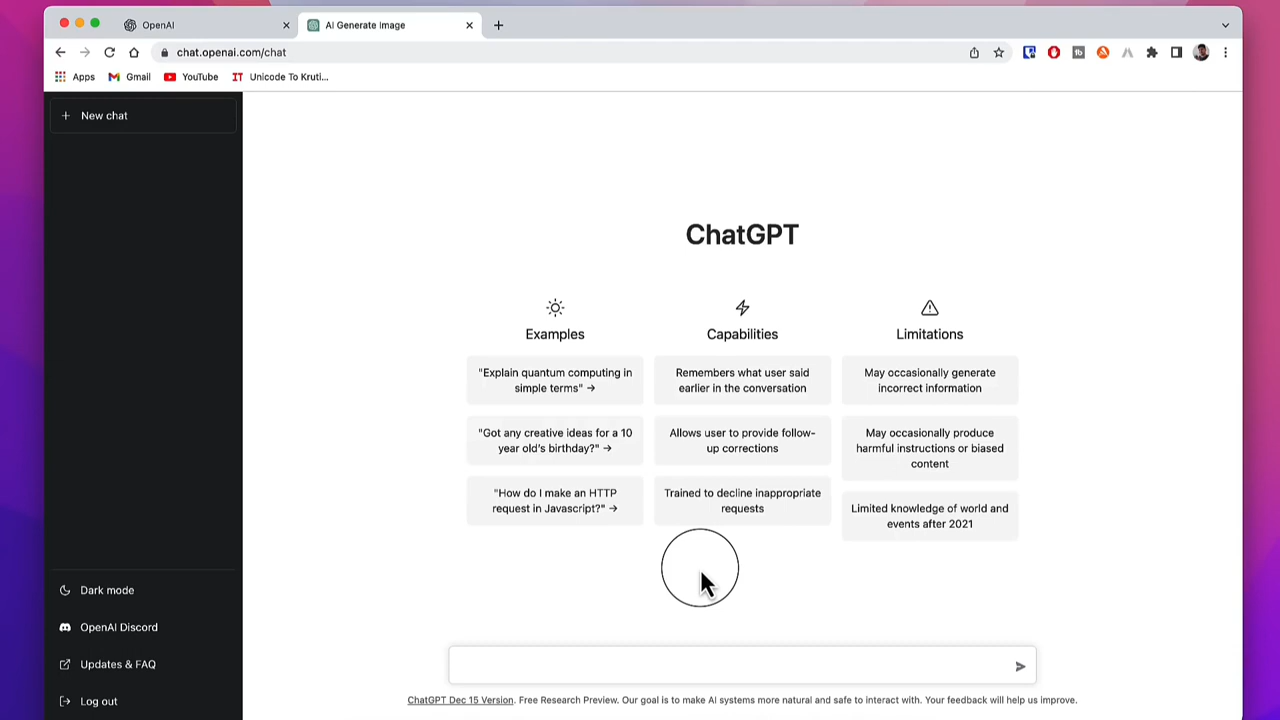 OpenAI
AI Generate Image
chat.openai.com/chat
Apps
Gmail
YouTube
Unicode To Kruti...
New chat
ChatGPT
Examples
"Explain quantum computing in
simple terms" →
"Got any creative ideas for a 10
year old's birthday?" →
"How do I make an HTTP
request in Javascript?" →
Capabilities
Remembers what user said
earlier in the conversation
Allows user to provide follow-
up corrections
Trained to decline inappropriate
requests
Limitations
May occasionally generate
incorrect information
May occasionally produce
harmful instructions or biased
content
Limited knowledge of world and
events after 2021
Dark mode
OpenAI Discord
Updates & FAQ
Log out
ChatGPT Dec 15 Version. Free Research Preview. Our goal is to make AI systems more natural and safe to interact with. Your feedback will help us improve.